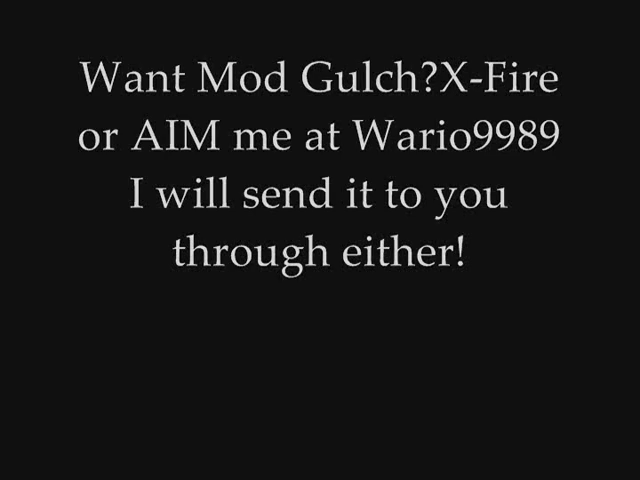 Want Mod Gulch?X-Fire
or AIM me at Wario9989
I will send it to you
through either!